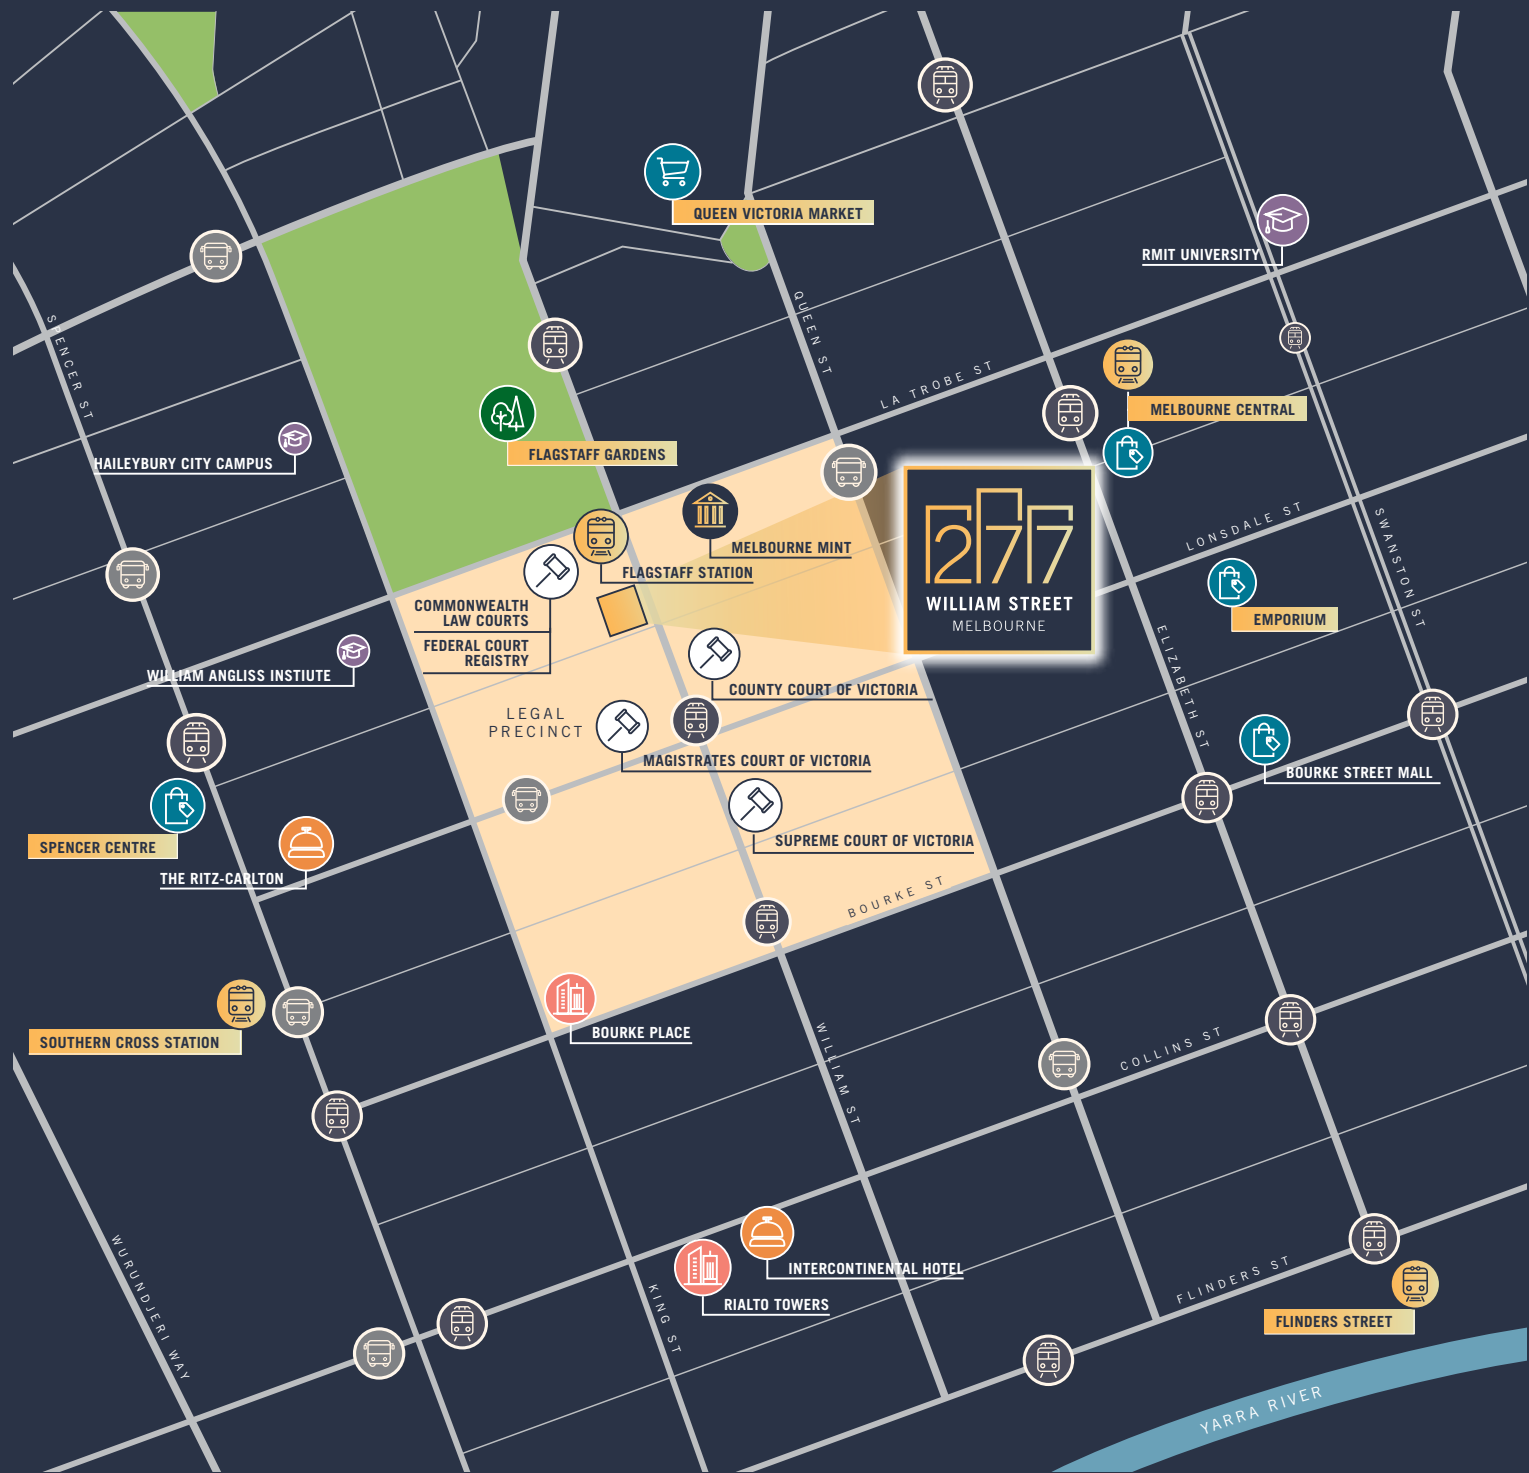 QUEEN VICTORIA MARKET
RMIT UNIVERSITY
SPENCER ST
QUEEN ST
LA TROBE ST
MELBOURNE CENTRAL
HAILEYBURY CITY CAMPUS
FLAGSTAFF GARDENS
277
WILLIAM STREET
MELBOURNE
LONSDALE ST
SWANSTON ST
MELBOURNE MINT
FLAGSTAFF STATION
COMMONWEALTH
LAW COURTS
FEDERAL COURT
REGISTRY
EMPORIUM
ELIZABETH ST
WILLIAM ANGLISS INSTIUTE
COUNTY COURT OF VICTORIA
LEGAL
PRECINCT
MAGISTRATES COURT OF VICTORIA
BOURKE STREET MALL
SPENCER CENTRE
SUPREME COURT OF VICTORIA
THE RITZ-CARLTON
BOURKE ST
SOUTHERN CROSS STATION
BOURKE PLACE
WILLIAM ST
COLLINS ST
WURUNDJERI WAY
INTERCONTINENTAL HOTEL
KING ST
RIALTO TOWERS
FLINDERS ST
FLINDERS STREET
YARRA RIVER